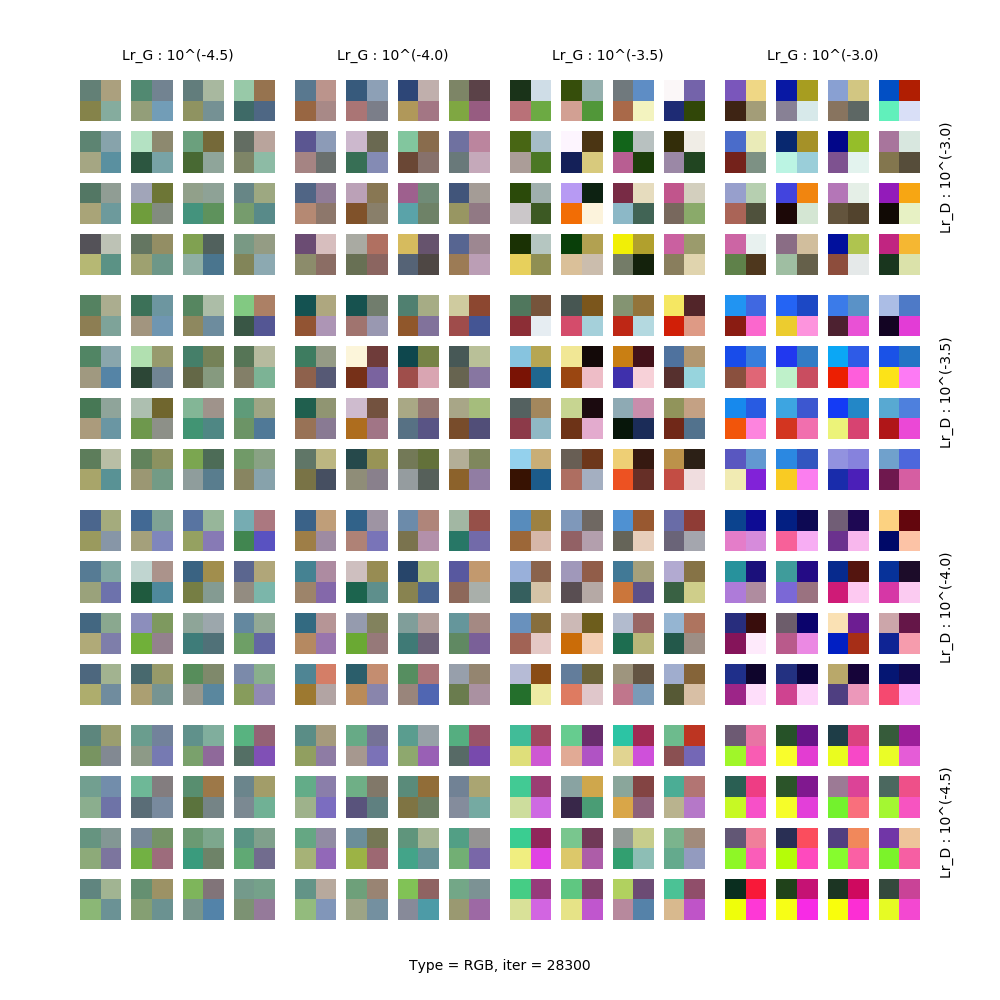 Lr_G : 10^(-4.5)
Lr_G : 10^(-4.0)
Lr_G : 10^(-3.5)
Lr_G : 10^(-3.0)
Lr_D : 10^(-3.0)
Lr_D : 10^(-3.5)
Lr_D : 10^(-4.0)
Lr_D : 10^(-4.5)
Type = RGB, iter = 28300